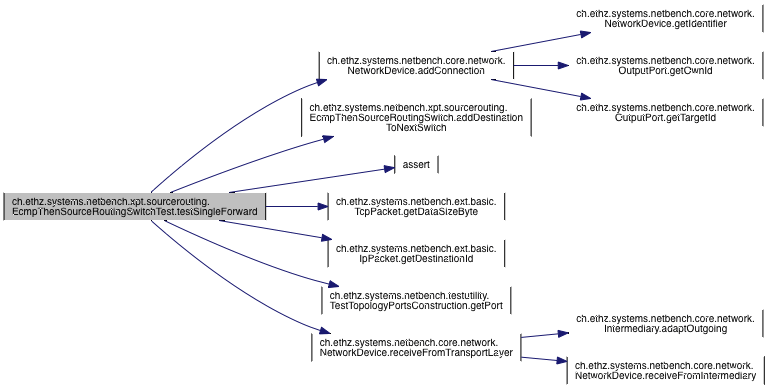 ch.ethz.systems.netbench.core.network.
NetworkDevice.getIdentifier
ch.ethz.systems.netbench.core.network.
NetworkDevice.addConnection
ch.ethz.systems.netbench.core.network.
OutputPort.getOwnId
ch.ethz.systems.netbench.core.network.
OutputPort.getTargetId
ch.ethz.systems.netbench.xpt.sourcerouting.
EcmpThenSourceRoutingSwitch.addDestination
ToNextSwitch
assert
ch.ethz.systems.netbench.xpt.sourcerouting.
EcmpThenSourceRoutingSwitchTest.testSingleForward
ch.ethz.systems.netbench.ext.basic.
TcpPacket.getDataSizeByte
ch.ethz.systems.netbench.ext.basic.
IpPacket.getDestinationId
ch.ethz.systems.netbench.testutility.
TestTopologyPortsConstruction.getPort
ch.ethz.systems.netbench.core.network.
NetworkDevice.receiveFromTransportLayer
ch.ethz.systems.netbench.core.network.
Intermediary.adaptOutgoing
ch.ethz.systems.netbench.core.network.
NetworkDevice.receiveFromIntermediary